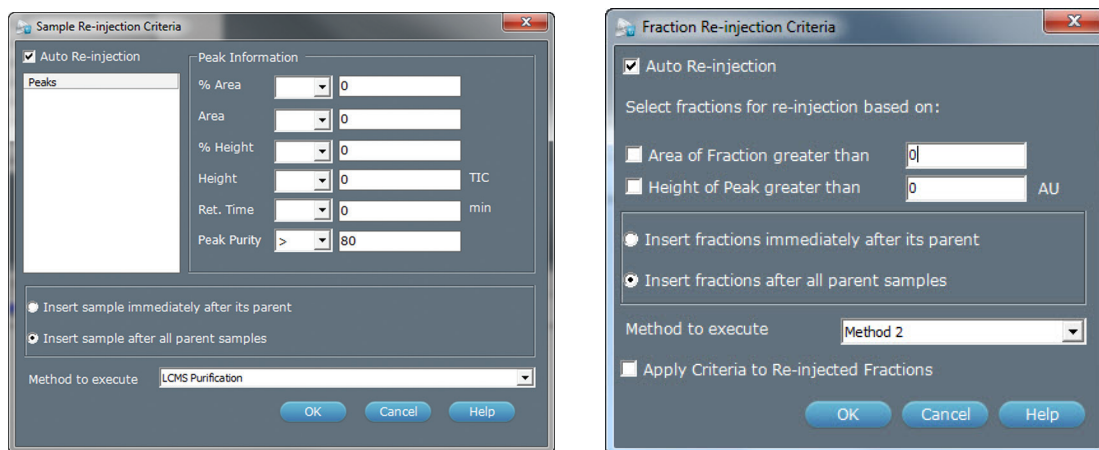 Sample Re-injection Criteria
Auto Re-injection
Peaks
Peak Information
% Area 0
Area 0
% Height 0
Height 0 TIC
Ret. Time 0 min
Peak Purity > 80
Insert sample immediately after its parent
Insert sample after all parent samples
Method to execute LCMS Purification
OK Cancel Help
Fraction Re-injection Criteria
Auto Re-injection
Select fractions for re-injection based on:
Area of Fraction greater than 0
Height of Peak greater than 0 AU
Insert fractions immediately after its parent
Insert fractions after all parent samples
Method to execute Method 2
Apply Criteria to Re-injected Fractions
OK Cancel Help